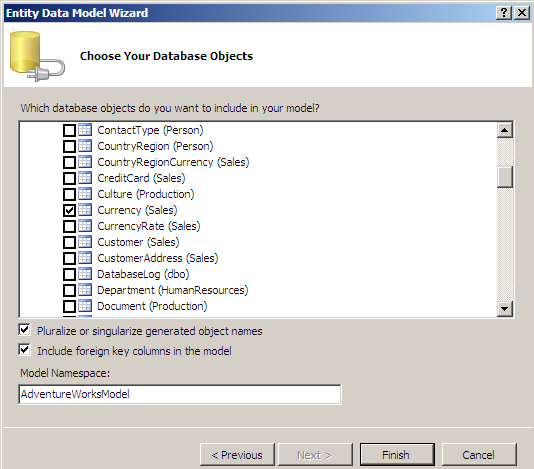 Entity Data Model Wizard
Choose Your Database Objects
Which database objects do you want to include in your model?
ContactType (Person)
CountryRegion (Person)
CountryRegionCurrency (Sales)
CreditCard (Sales)
Culture (Production)
Currency (Sales)
CurrencyRate (Sales)
Customer (Sales)
CustomerAddress (Sales)
DatabaseLog (dbo)
Department (HumanResources)
Document (Production)
Pluralize or singularize generated object names
Include foreign key columns in the model
Model Namespace:
AdventureWorksModel
< Previous Next > Finish Cancel